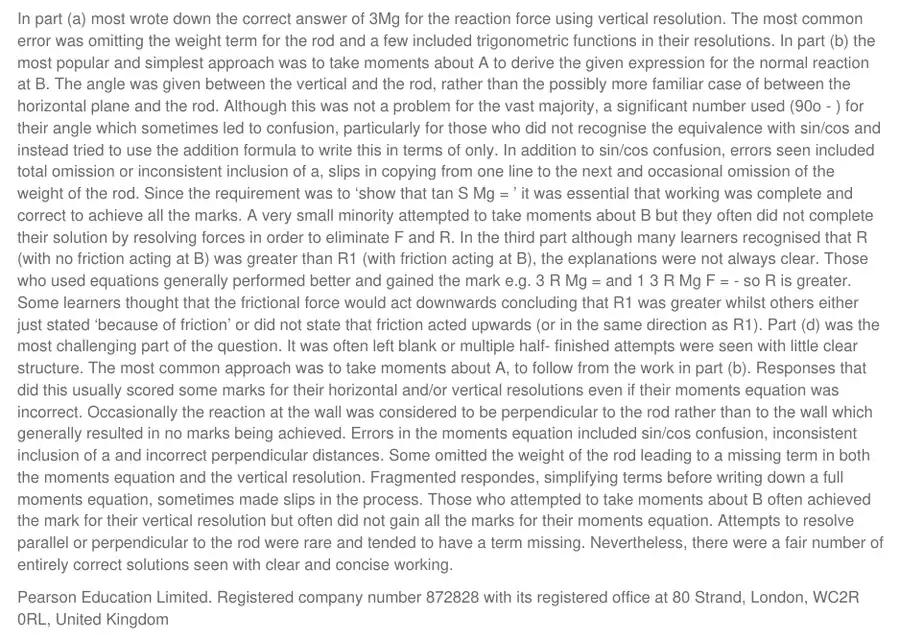 In part (a) most wrote down the correct answer of 3Mg for the reaction force using vertical resolution. The most common
error was omitting the weight term for the rod and a few included trigonometric functions in their resolutions. In part (b) the
most popular and simplest approach was to take moments about A to derive the given expression for the normal reaction
at B. The angle was given between the vertical and the rod, rather than the possibly more familiar case of between the
horizontal plane and the rod. Although this was not a problem for the vast majority, a significant number used (90o - ) for
their angle which sometimes led to confusion, particularly for those who did not recognise the equivalence with sin/cos and
instead tried to use the addition formula to write this in terms of only. In addition to sin/cos confusion, errors seen included
total omission or inconsistent inclusion of a, slips in copying from one line to the next and occasional omission of the
weight of the rod. Since the requirement was to ‘show that tan S Mg = ’ it was essential that working was complete and
correct to achieve all the marks. A very small minority attempted to take moments about B but they often did not complete
their solution by resolving forces in order to eliminate F and R. In the third part although many learners recognised that R
(with no friction acting at B) was greater than R1 (with friction acting at B), the explanations were not always clear. Those
who used equations generally performed better and gained the mark e.g. 3 R Mg = and 1 3 R Mg F = - so R is greater.
Some learners thought that the frictional force would act downwards concluding that R1 was greater whilst others either
just stated ‘because of friction’ or did not state that friction acted upwards (or in the same direction as R1). Part (d) was the
most challenging part of the question. It was often left blank or multiple half- finished attempts were seen with little clear
structure. The most common approach was to take moments about A, to follow from the work in part (b). Responses that
did this usually scored some marks for their horizontal and/or vertical resolutions even if their moments equation was
incorrect. Occasionally the reaction at the wall was considered to be perpendicular to the rod rather than to the wall which
generally resulted in no marks being achieved. Errors in the moments equation included sin/cos confusion, inconsistent
inclusion of a and incorrect perpendicular distances. Some omitted the weight of the rod leading to a missing term in both
the moments equation and the vertical resolution. Fragmented respondes, simplifying terms before writing down a full
moments equation, sometimes made slips in the process. Those who attempted to take moments about B often achieved
the mark for their vertical resolution but often did not gain all the marks for their moments equation. Attempts to resolve
parallel or perpendicular to the rod were rare and tended to have a term missing. Nevertheless, there were a fair number of
entirely correct solutions seen with clear and concise working.
Pearson Education Limited. Registered company number 872828 with its registered office at 80 Strand, London, WC2R
0RL, United Kingdom